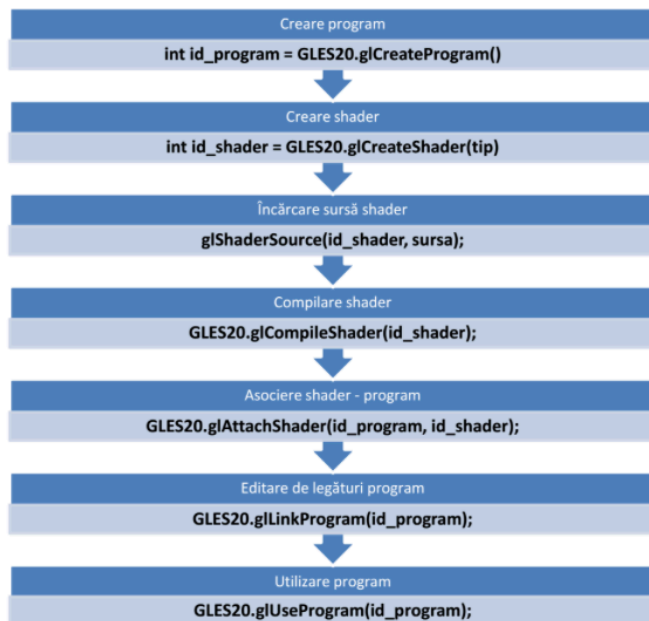 Creare program
int id_program = GLES20.glCreateProgram()
Creare shader
int id_shader = GLES20.glCreateShader(tip)
Încărcare sursă shader
glShaderSource(id_shader, sursa);
Compilare shader
GLES20.glCompileShader(id_shader);
Asociere shader - program
GLES20.glAttachShader(id_program, id_shader);
Editare de legături program
GLES20.glLinkProgram(id_program);
Utilizare program
GLES20.glUseProgram(id_program);